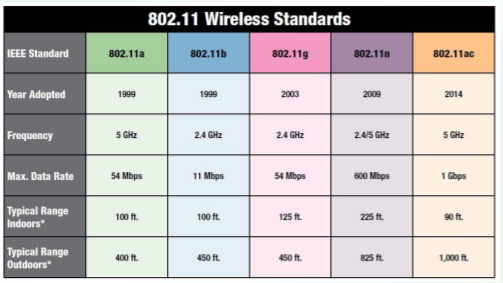 802.11 Wireless Standards
IEEE Standard 802.11a 802.11b 802.11g 802.11n 802.11ac
Year Adopted 1999 1999 2003 2009 2014
Frequency 5 GHz 2.4 GHz 2.4 GHz 2.4/5 GHz 5 GHz
Max. Data Rate 54 Mbps 11 Mbps 54 Mbps 600 Mbps 1 Gbps
Typical Range
Indoors* 100 ft. 100 ft. 125 ft. 225 ft. 90 ft.
Typical Range
Outdoors* 400 ft. 450 ft. 450 ft. 825 ft. 1,000 ft.